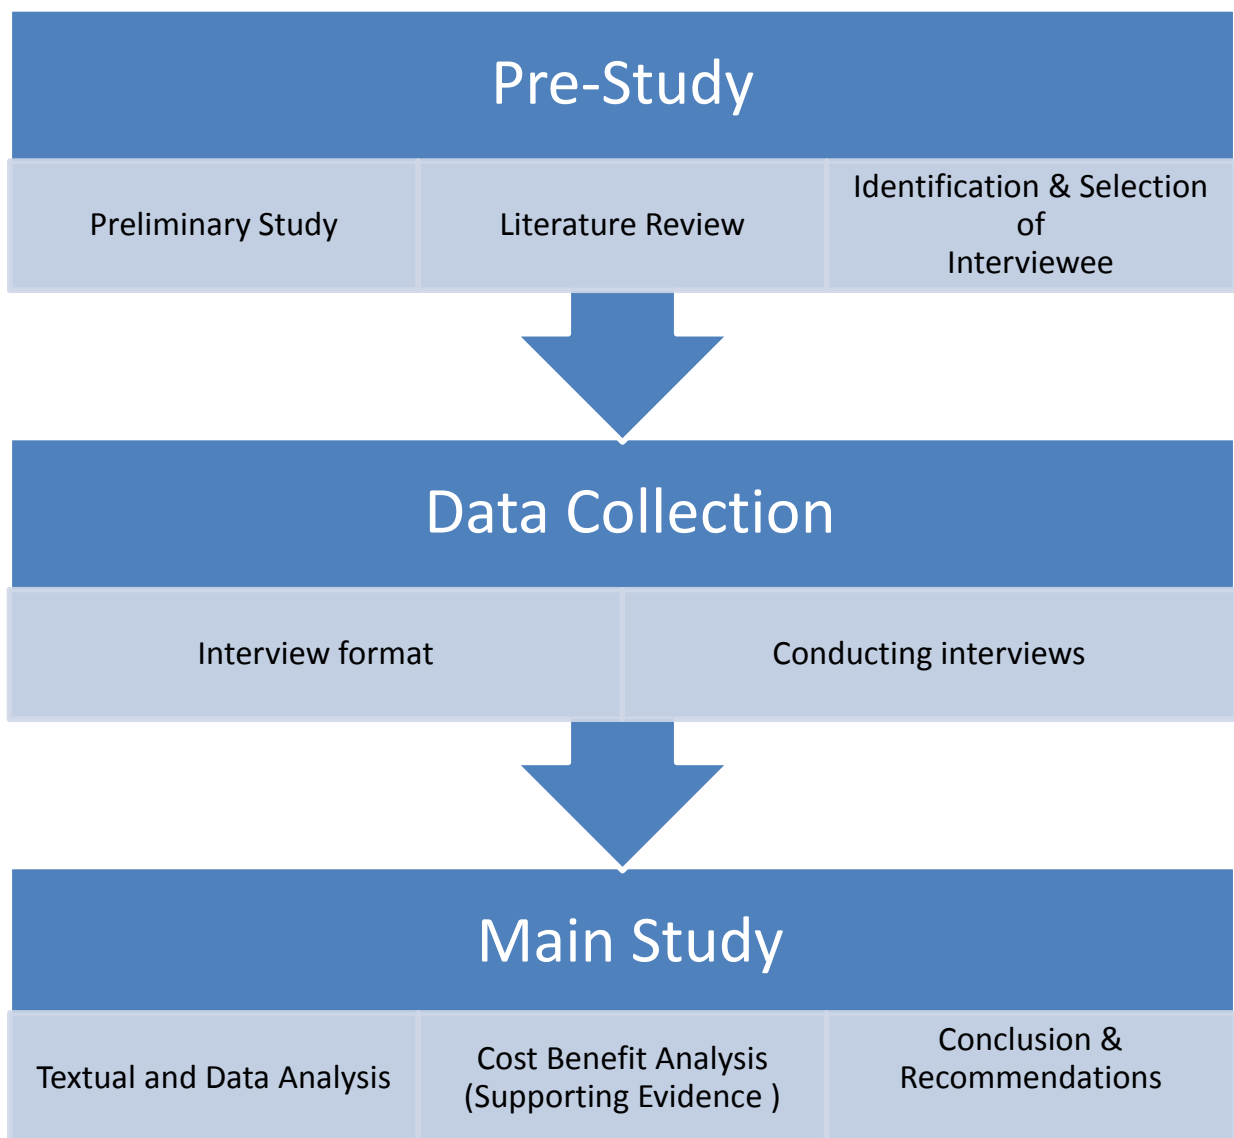 Pre-Study
Preliminary Study
Literature Review
Identification & Selection
of
Interviewee
Data Collection
Interview format
Conducting interviews
Main Study
Textual and Data Analysis
Cost Benefit Analysis
(Supporting Evidence )
Conclusion &
Recommendations